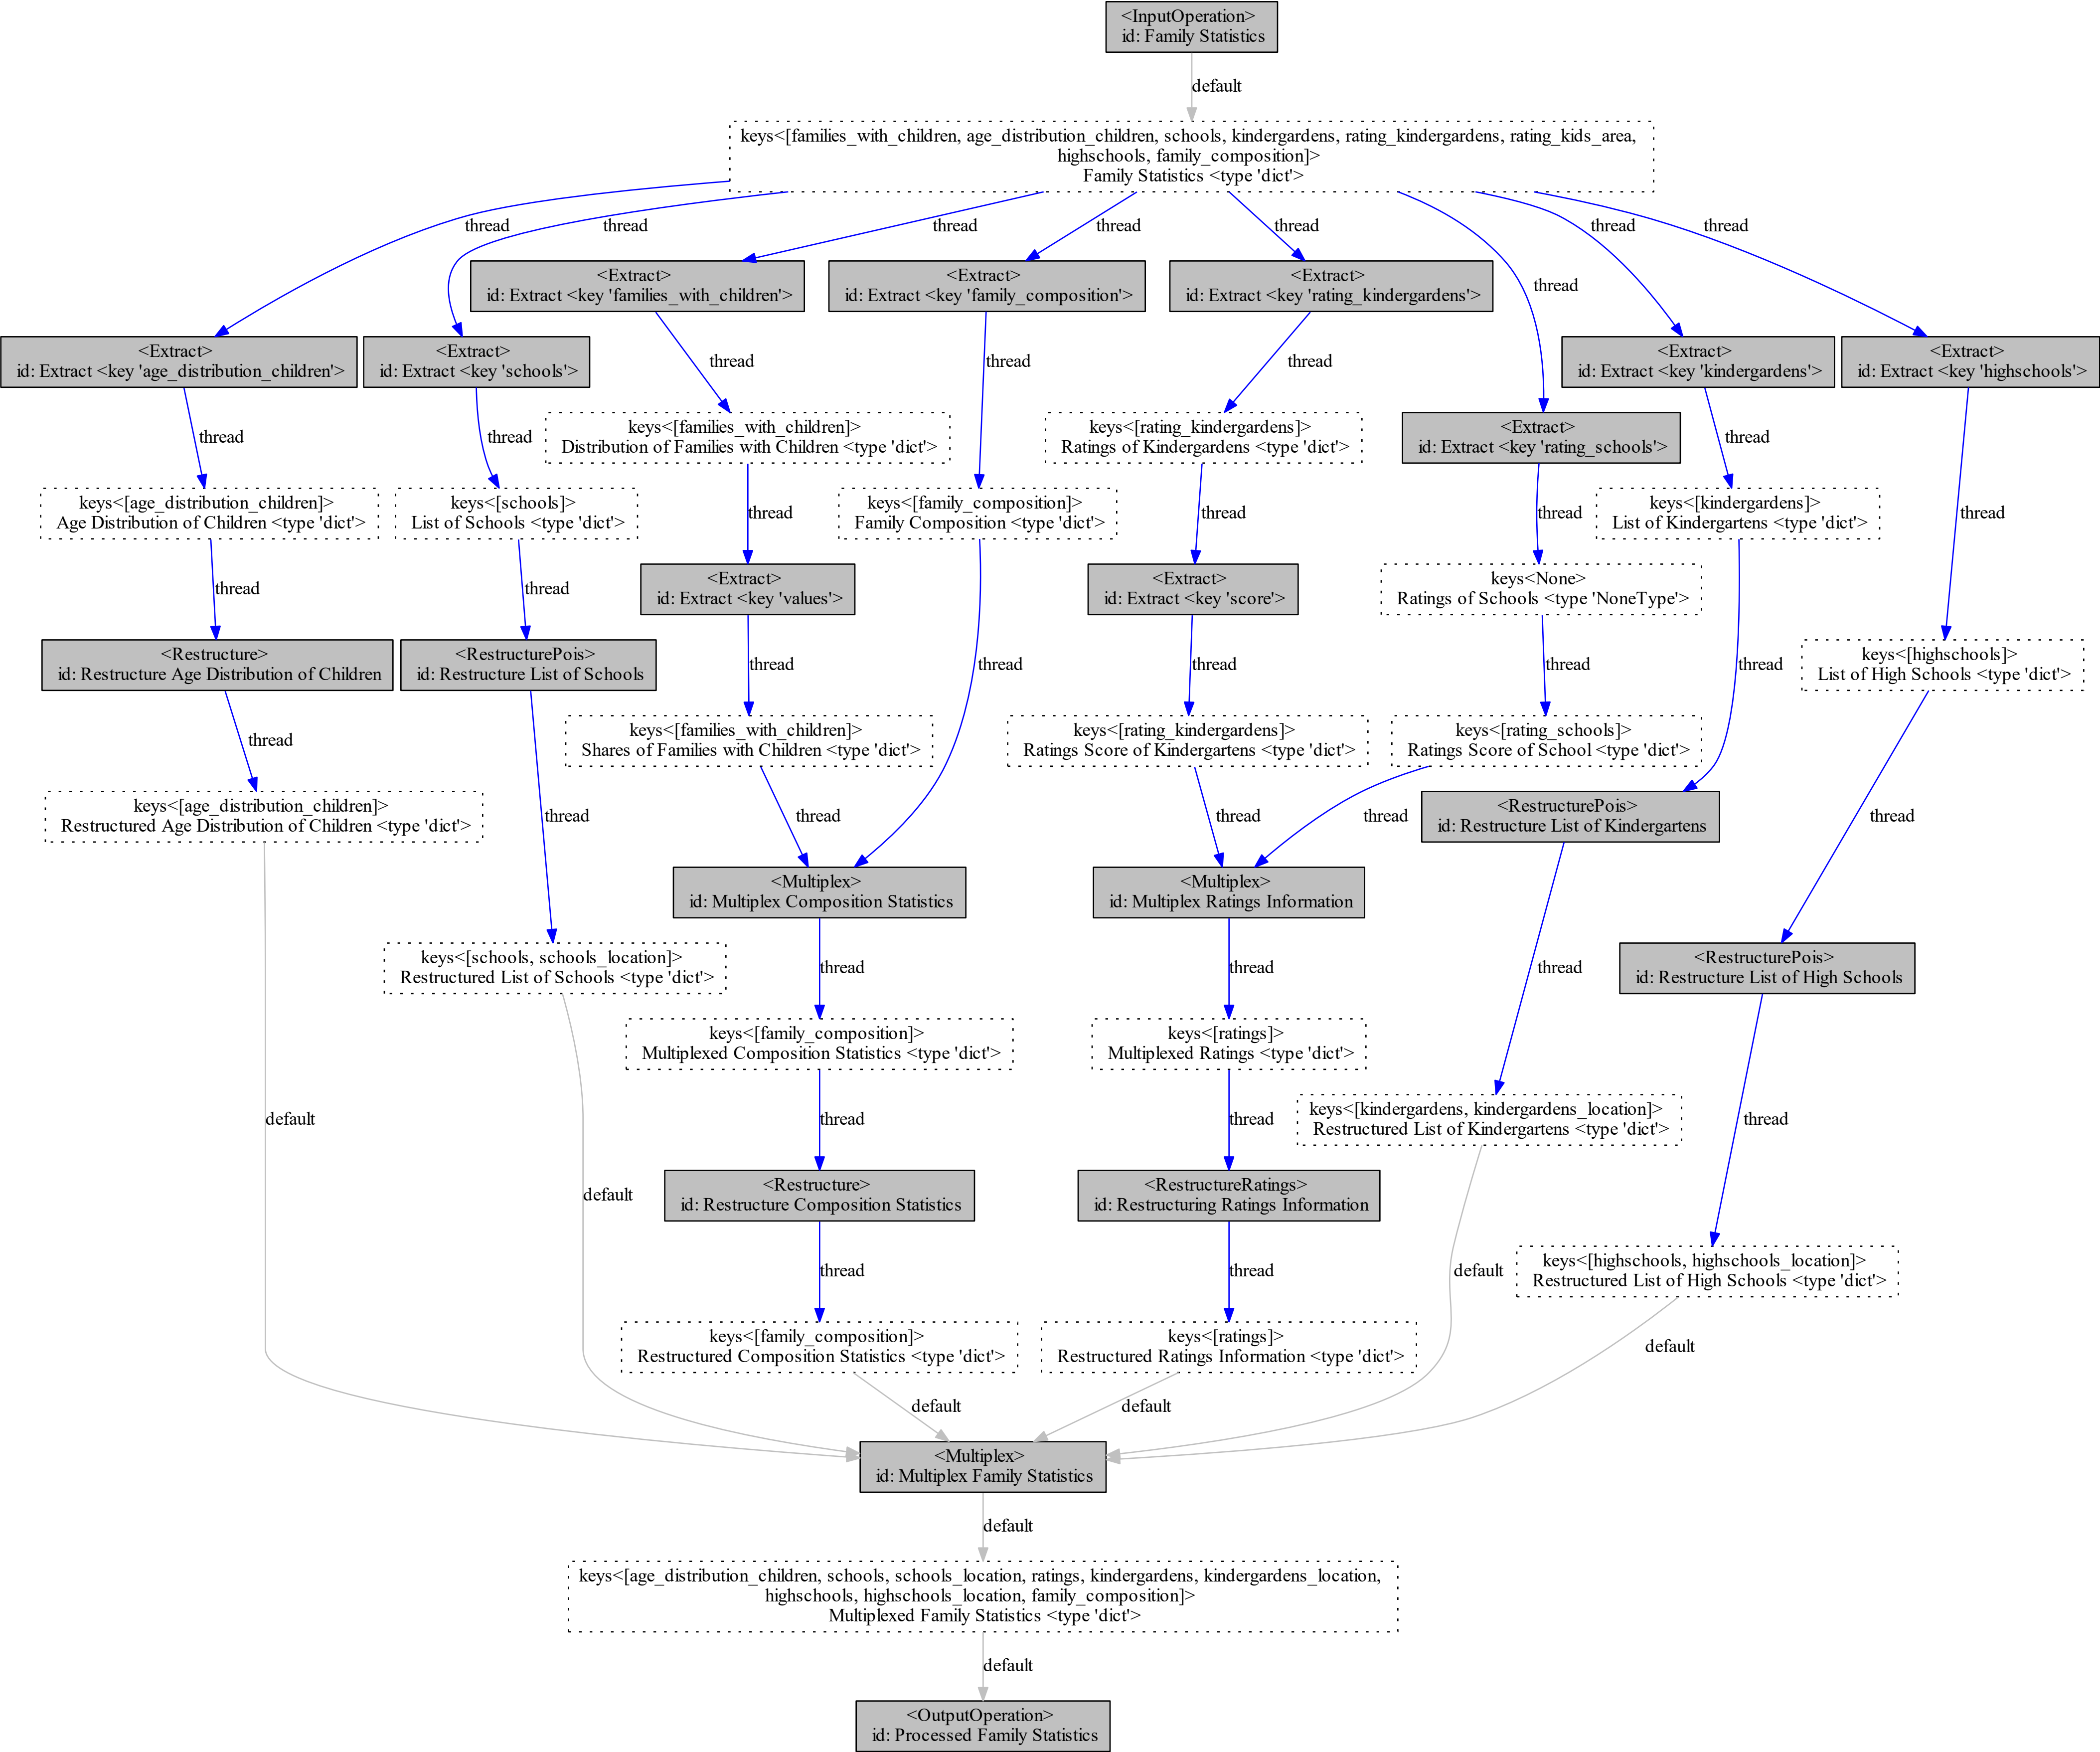 <InputOperation>
id: Family Statistics
default
keys<[families_with_children, age_distribution_children, schools, kindergardens, rating_kindergardens, rating_kids_area,
highschools, family_composition]>
Family Statistics <type 'dict'>
thread
thread
thread
thread
thread
thread
thread
<Extract>
id: Extract <key 'families_with_children'>
<Extract>
id: Extract <key 'family_composition'>
<Extract>
id: Extract <key 'rating_kindergardens'>
thread
<Extract>
id: Extract <key 'age_distribution_children'>
<Extract>
id: Extract <key 'schools'>
thread
thread
thread
<Extract>
id: Extract <key 'kindergardens'>
<Extract>
id: Extract <key 'highschools'>
thread
thread
keys<[families_with_children]>
Distribution of Families with Children <type 'dict'>
keys<[rating_kindergardens]>
Ratings of Kindergardens <type 'dict'>
<Extract>
id: Extract <key 'rating_schools'>
thread
keys<[age_distribution_children]>
Age Distribution of Children <type 'dict'>
keys<[schools]>
List of Schools <type 'dict'>
thread
keys<[family_composition]>
Family Composition <type 'dict'>
thread
thread
keys<[kindergardens]>
List of Kindergartens <type 'dict'>
thread
thread
thread
<Extract>
id: Extract <key 'values'>
<Extract>
id: Extract <key 'score'>
keys<None>
Ratings of Schools <type 'NoneType'>
<Restructure>
id: Restructure Age Distribution of Children
<RestructurePois>
id: Restructure List of Schools
thread
thread
thread
thread
thread
keys<[highschools]>
List of High Schools <type 'dict'>
thread
keys<[families_with_children]>
Shares of Families with Children <type 'dict'>
keys<[rating_kindergardens]>
Ratings Score of Kindergartens <type 'dict'>
keys<[rating_schools]>
Ratings Score of School <type 'dict'>
keys<[age_distribution_children]>
Restructured Age Distribution of Children <type 'dict'>
thread
thread
thread
thread
<RestructurePois>
id: Restructure List of Kindergartens
thread
<Multiplex>
id: Multiplex Composition Statistics
<Multiplex>
id: Multiplex Ratings Information
keys<[schools, schools_location]>
Restructured List of Schools <type 'dict'>
thread
thread
thread
<RestructurePois>
id: Restructure List of High Schools
keys<[family_composition]>
Multiplexed Composition Statistics <type 'dict'>
keys<[ratings]>
Multiplexed Ratings <type 'dict'>
default
thread
thread
keys<[kindergardens, kindergardens_location]>
Restructured List of Kindergartens <type 'dict'>
thread
default
<Restructure>
id: Restructure Composition Statistics
<RestructureRatings>
id: Restructuring Ratings Information
thread
thread
default
keys<[highschools, highschools_location]>
Restructured List of High Schools <type 'dict'>
keys<[family_composition]>
Restructured Composition Statistics <type 'dict'>
keys<[ratings]>
Restructured Ratings Information <type 'dict'>
default
default
default
<Multiplex>
id: Multiplex Family Statistics
default
keys<[age_distribution_children, schools, schools_location, ratings, kindergardens, kindergardens_location,
highschools, highschools_location, family_composition]>
Multiplexed Family Statistics <type 'dict'>
default
<OutputOperation>
id: Processed Family Statistics